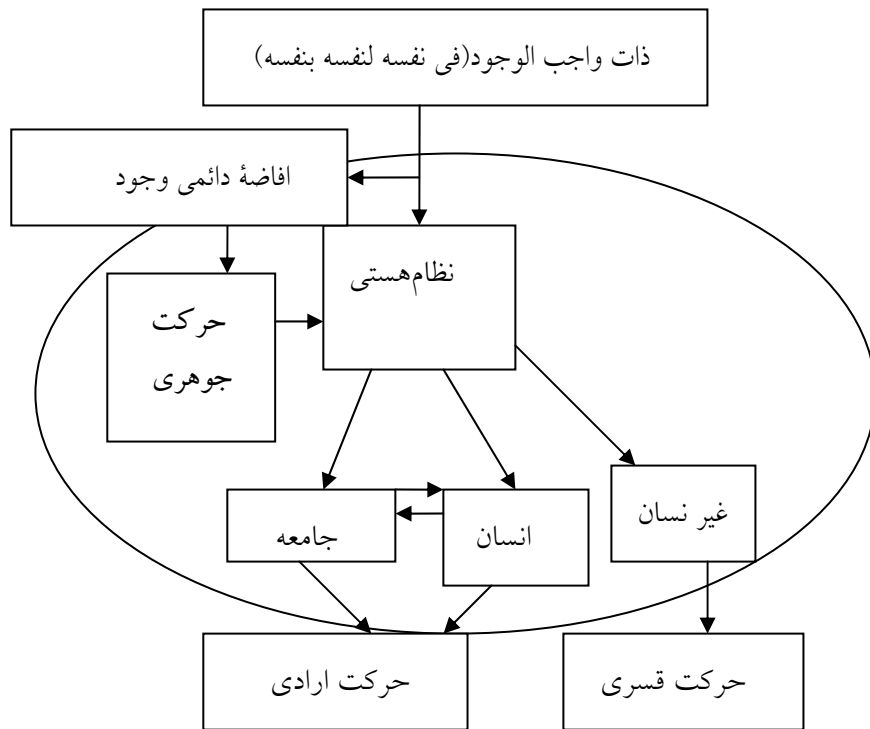 ذات واجب الوجود(فی نفسه لنفسه بنفسه)
افاضۀ دائمی وجود
نظام‌هستی
حرکت
جوهری
غیر نسان
انسان
جامعه
حرکت قسری
حرکت ارادی